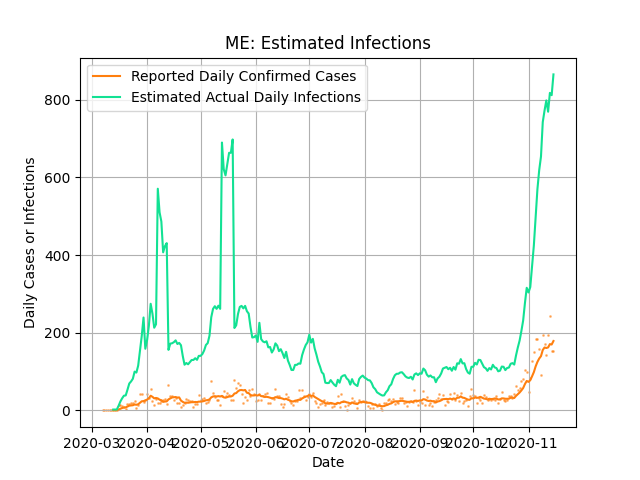 ME: Estimated Infections
Reported Daily Confirmed Cases
Estimated Actual Daily Infections
Daily Cases or Infections
800
600
400
200
0
2020-03 2020-04 2020-05 2020-06 2020-07 2020-08 2020-09 2020-10 2020-11
Date